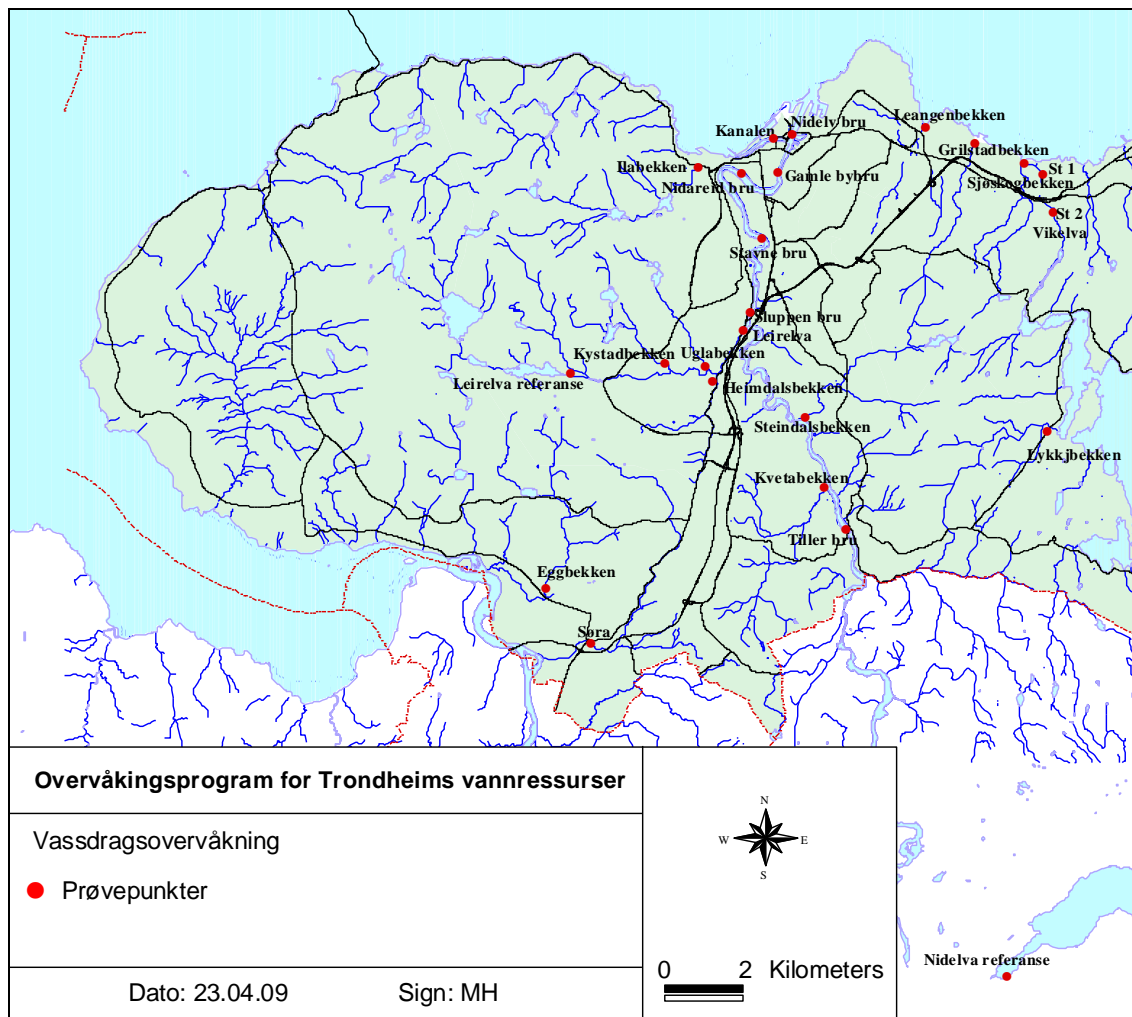 Leangenbekken
Nidelv bru
Kanalen
Grilstadbekken
Ilabekken
St 1
Gamle bybru
Sjøskogbekken
Nidareid bru
St 2
Vikelva
Stavne bru
Sluppen bru
Leirelva
Kystadbekken
Uglabekken
Leirelva referanse
Heimdalsbekken
Steindalsbekken
Lykkjbekken
Kvetabekken
Tiller bru
Eggbekken
Søra
Overvåkingsprogram for Trondheims vannressurser
Vassdragsovervåkning
Prøvepunkter
Dato: 23.04.09 Sign: MH
N
W E
S
0 2 Kilometers
Nidelva referanse